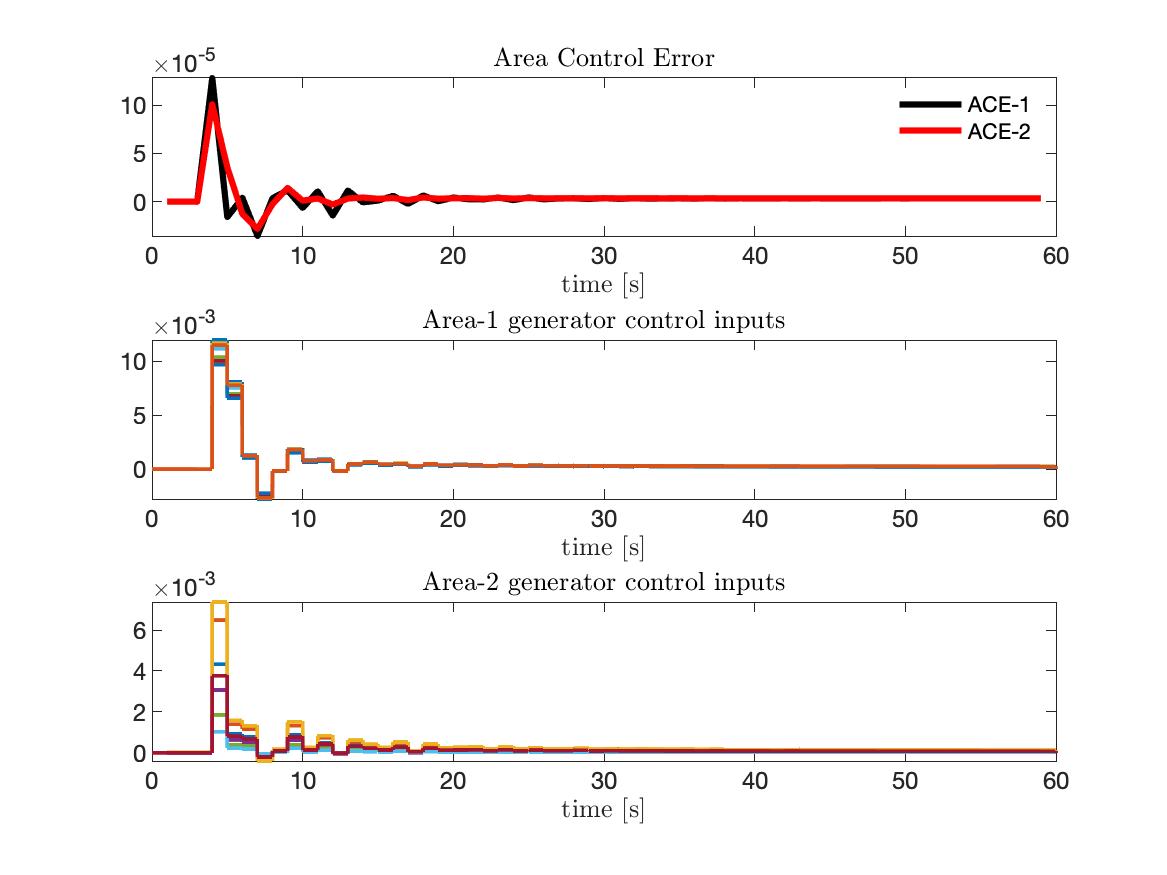 Area Control Error
×10⁻⁵
10
5
0
ACE-1
ACE-2
0 10 20 30 40 50 60
time [s]
Area-1 generator control inputs
×10⁻³
10
5
0
0 10 20 30 40 50 60
time [s]
Area-2 generator control inputs
×10⁻³
6
4
2
0
0 10 20 30 40 50 60
time [s]